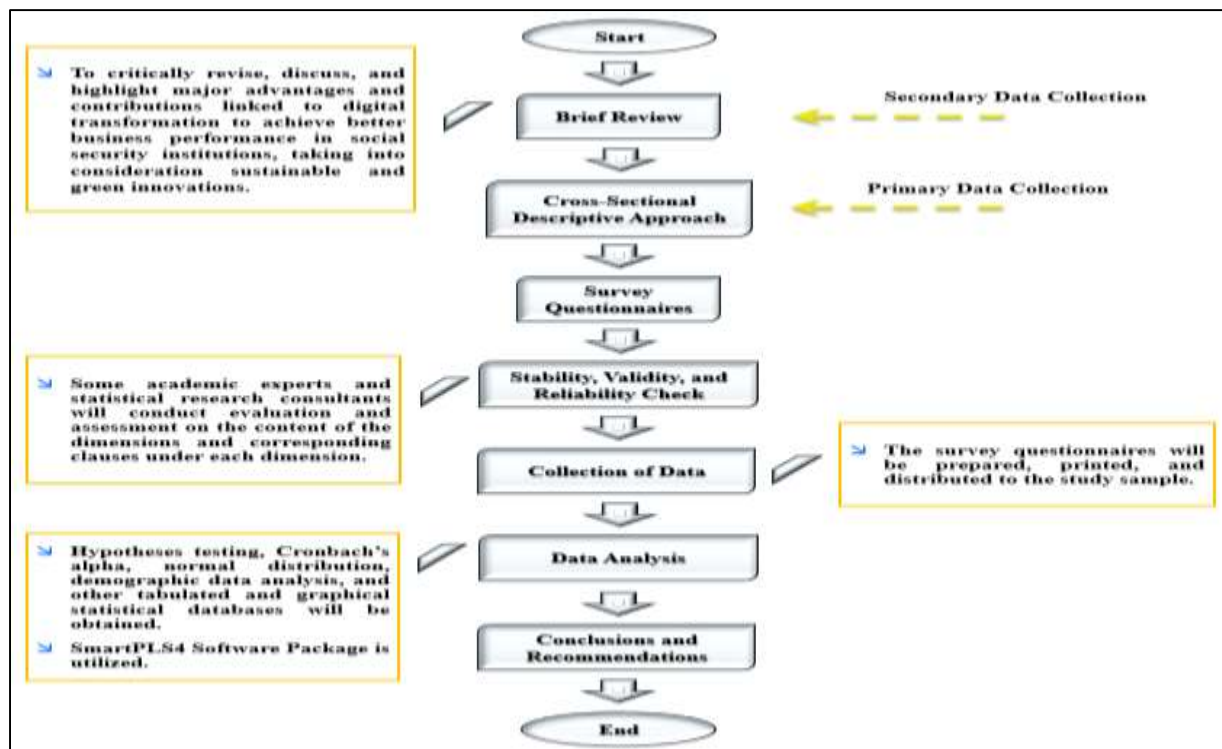 Start
To critically revise, discuss, and
highlight major advantages and
contributions linked to digital
transformation to achieve better
business performance in social
security institutions, taking into
consideration sustainable and
green innovations.
Brief Review
Secondary Data Collection
Cross-Sectional
Descriptive Approach
Primary Data Collection
Survey
Questionnaires
Some academic experts and
statistical research consultants
will conduct evaluation and
assessment on the content of the
dimensions and corresponding
clauses under each dimension.
Stability, Validity, and
Reliability Check
Collection of Data
The survey questionnaires will
be prepared, printed, and
distributed to the study sample.
Hypotheses testing, Cronbach's
alpha, normal distribution,
demographic data analysis, and
other tabulated and graphical
statistical databases will be
obtained.
SmartPLS4 Software Package is
utilized.
Data Analysis
Conclusions and
Recommendations
End